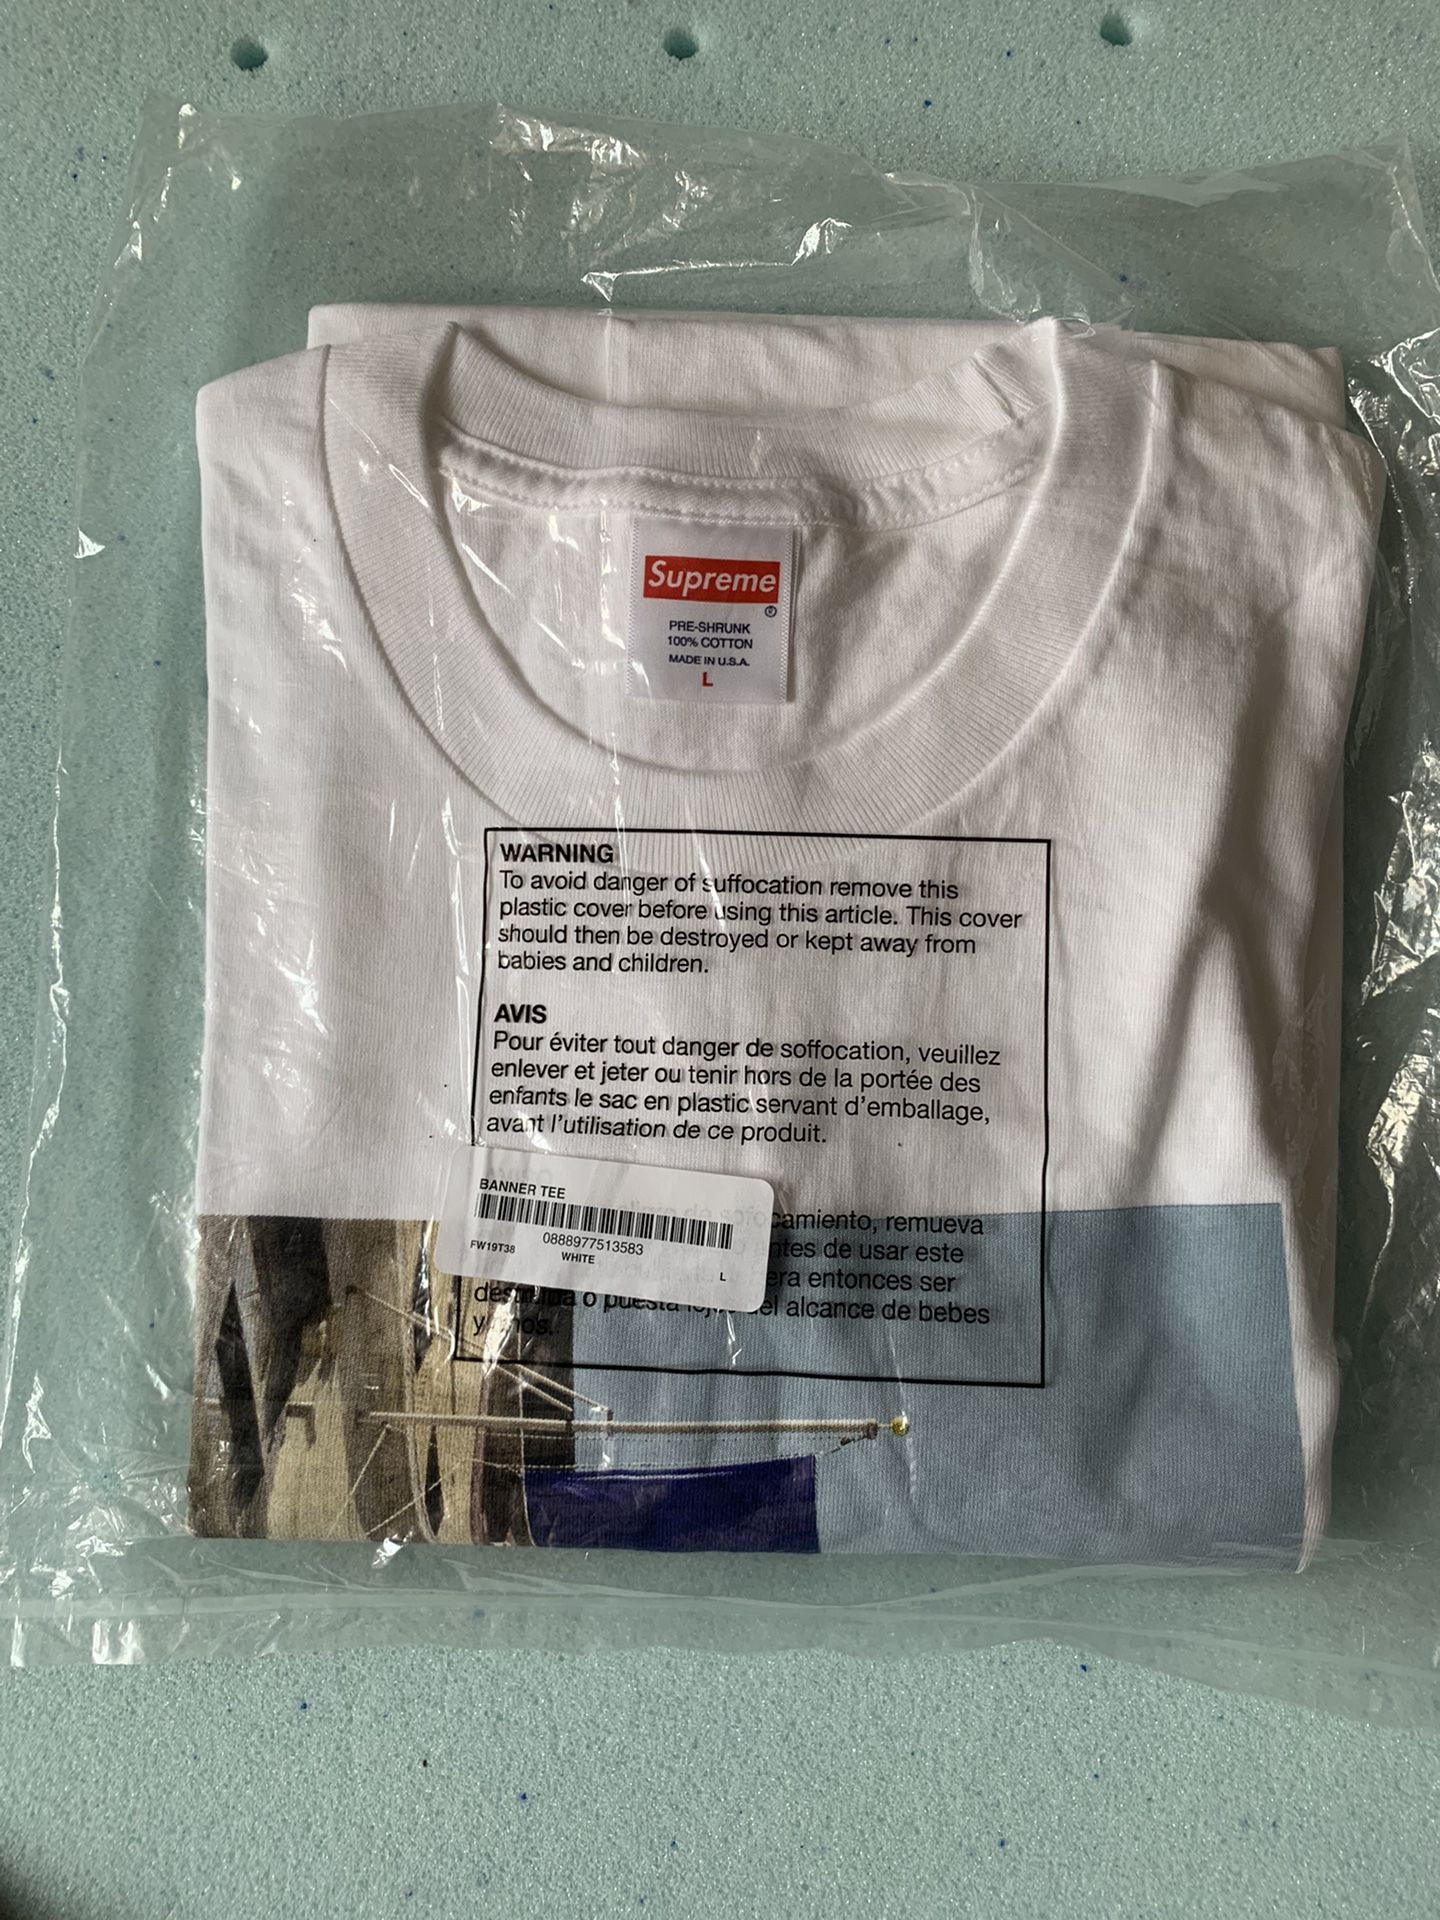 Supreme
®
PRE-SHRUNK
100% COTTON
MADE IN U.S.A.
L
WARNING
To avoid danger of suffocation remove this
plastic cover before using this article. This cover
should then be destroyed or kept away from
babies and children.
AVIS
Pour éviter tout danger de soffocation, veuillez
enlever et jeter ou tenir hors de la portée des
enfants le sac en plastic servant d'emballage,
avant l'utilisation de ce produit.
BANNER TEE
0888977513583
FW19T38
WHITE
L
remueva
de usar este
entonces ser
o puesta del alcance de bebes
y